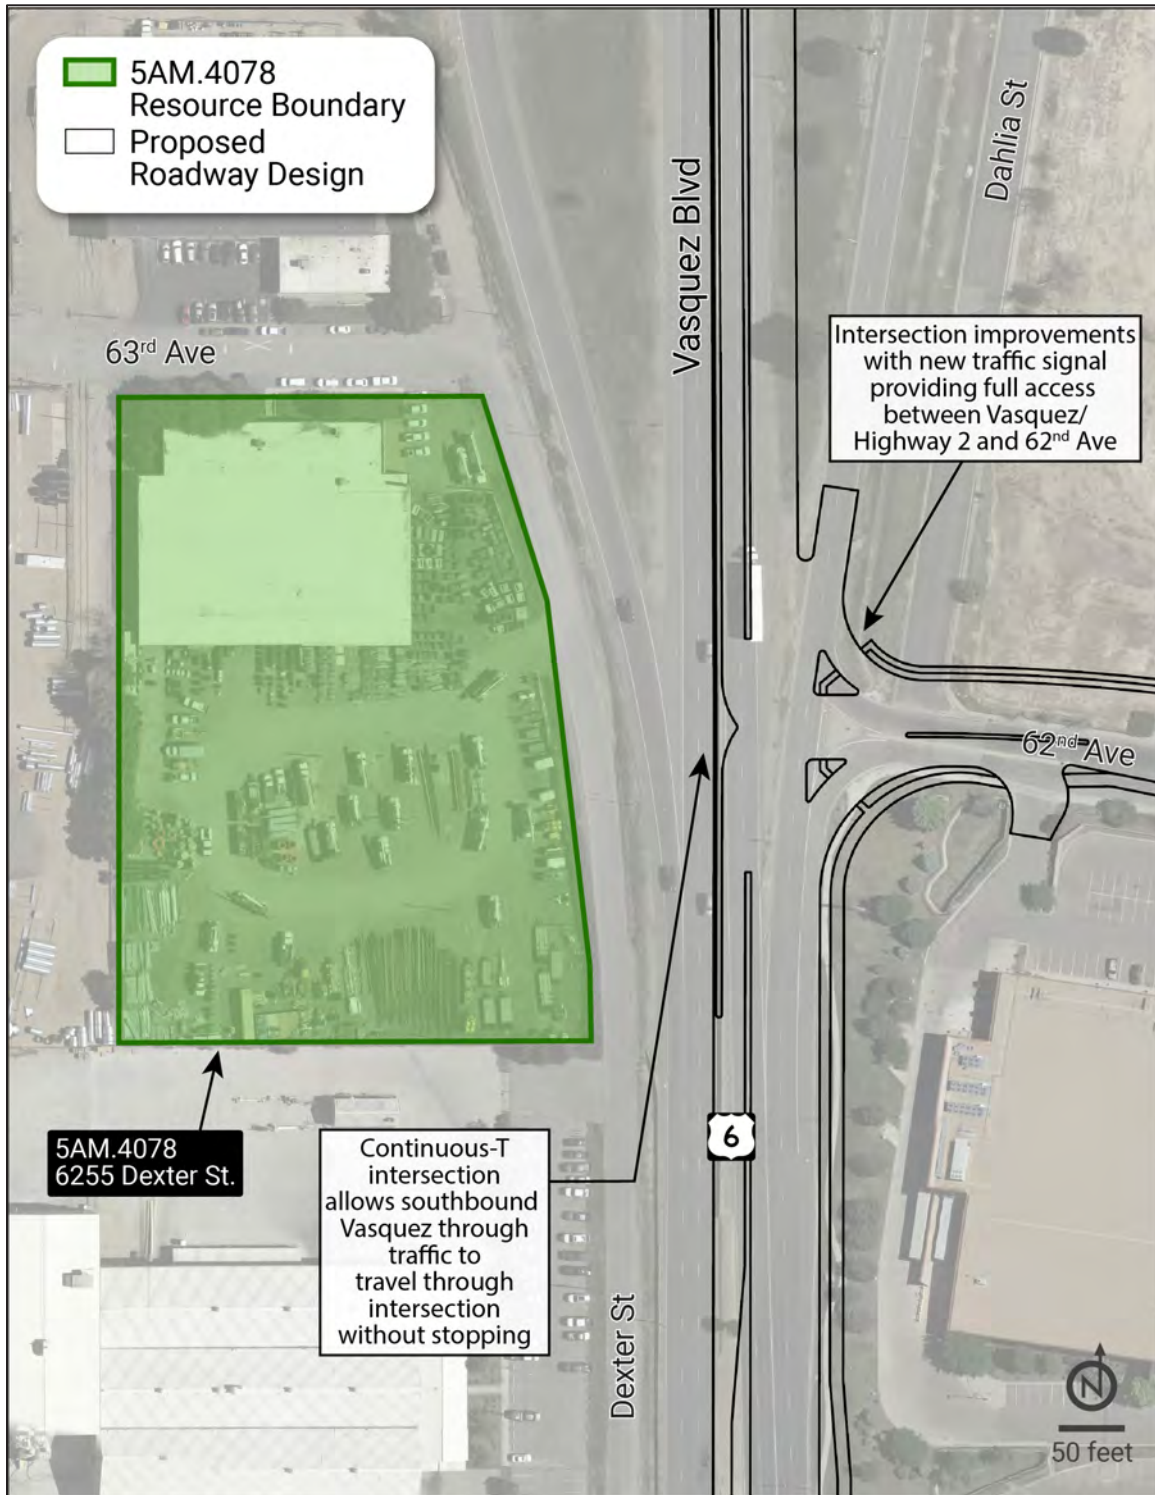 5AM.4078
Resource Boundary
Proposed
Roadway Design
Vasquez Blvd
Dahlia St
63rd Ave
Intersection improvements
with new traffic signal
providing full access
between Vasquez/
Highway 2 and 62nd Ave
62nd Ave
6
5AM.4078
6255 Dexter St.
Continuous-T
intersection
allows southbound
Vasquez through
traffic to
travel through
intersection
without stopping
Dexter St
N
50 feet